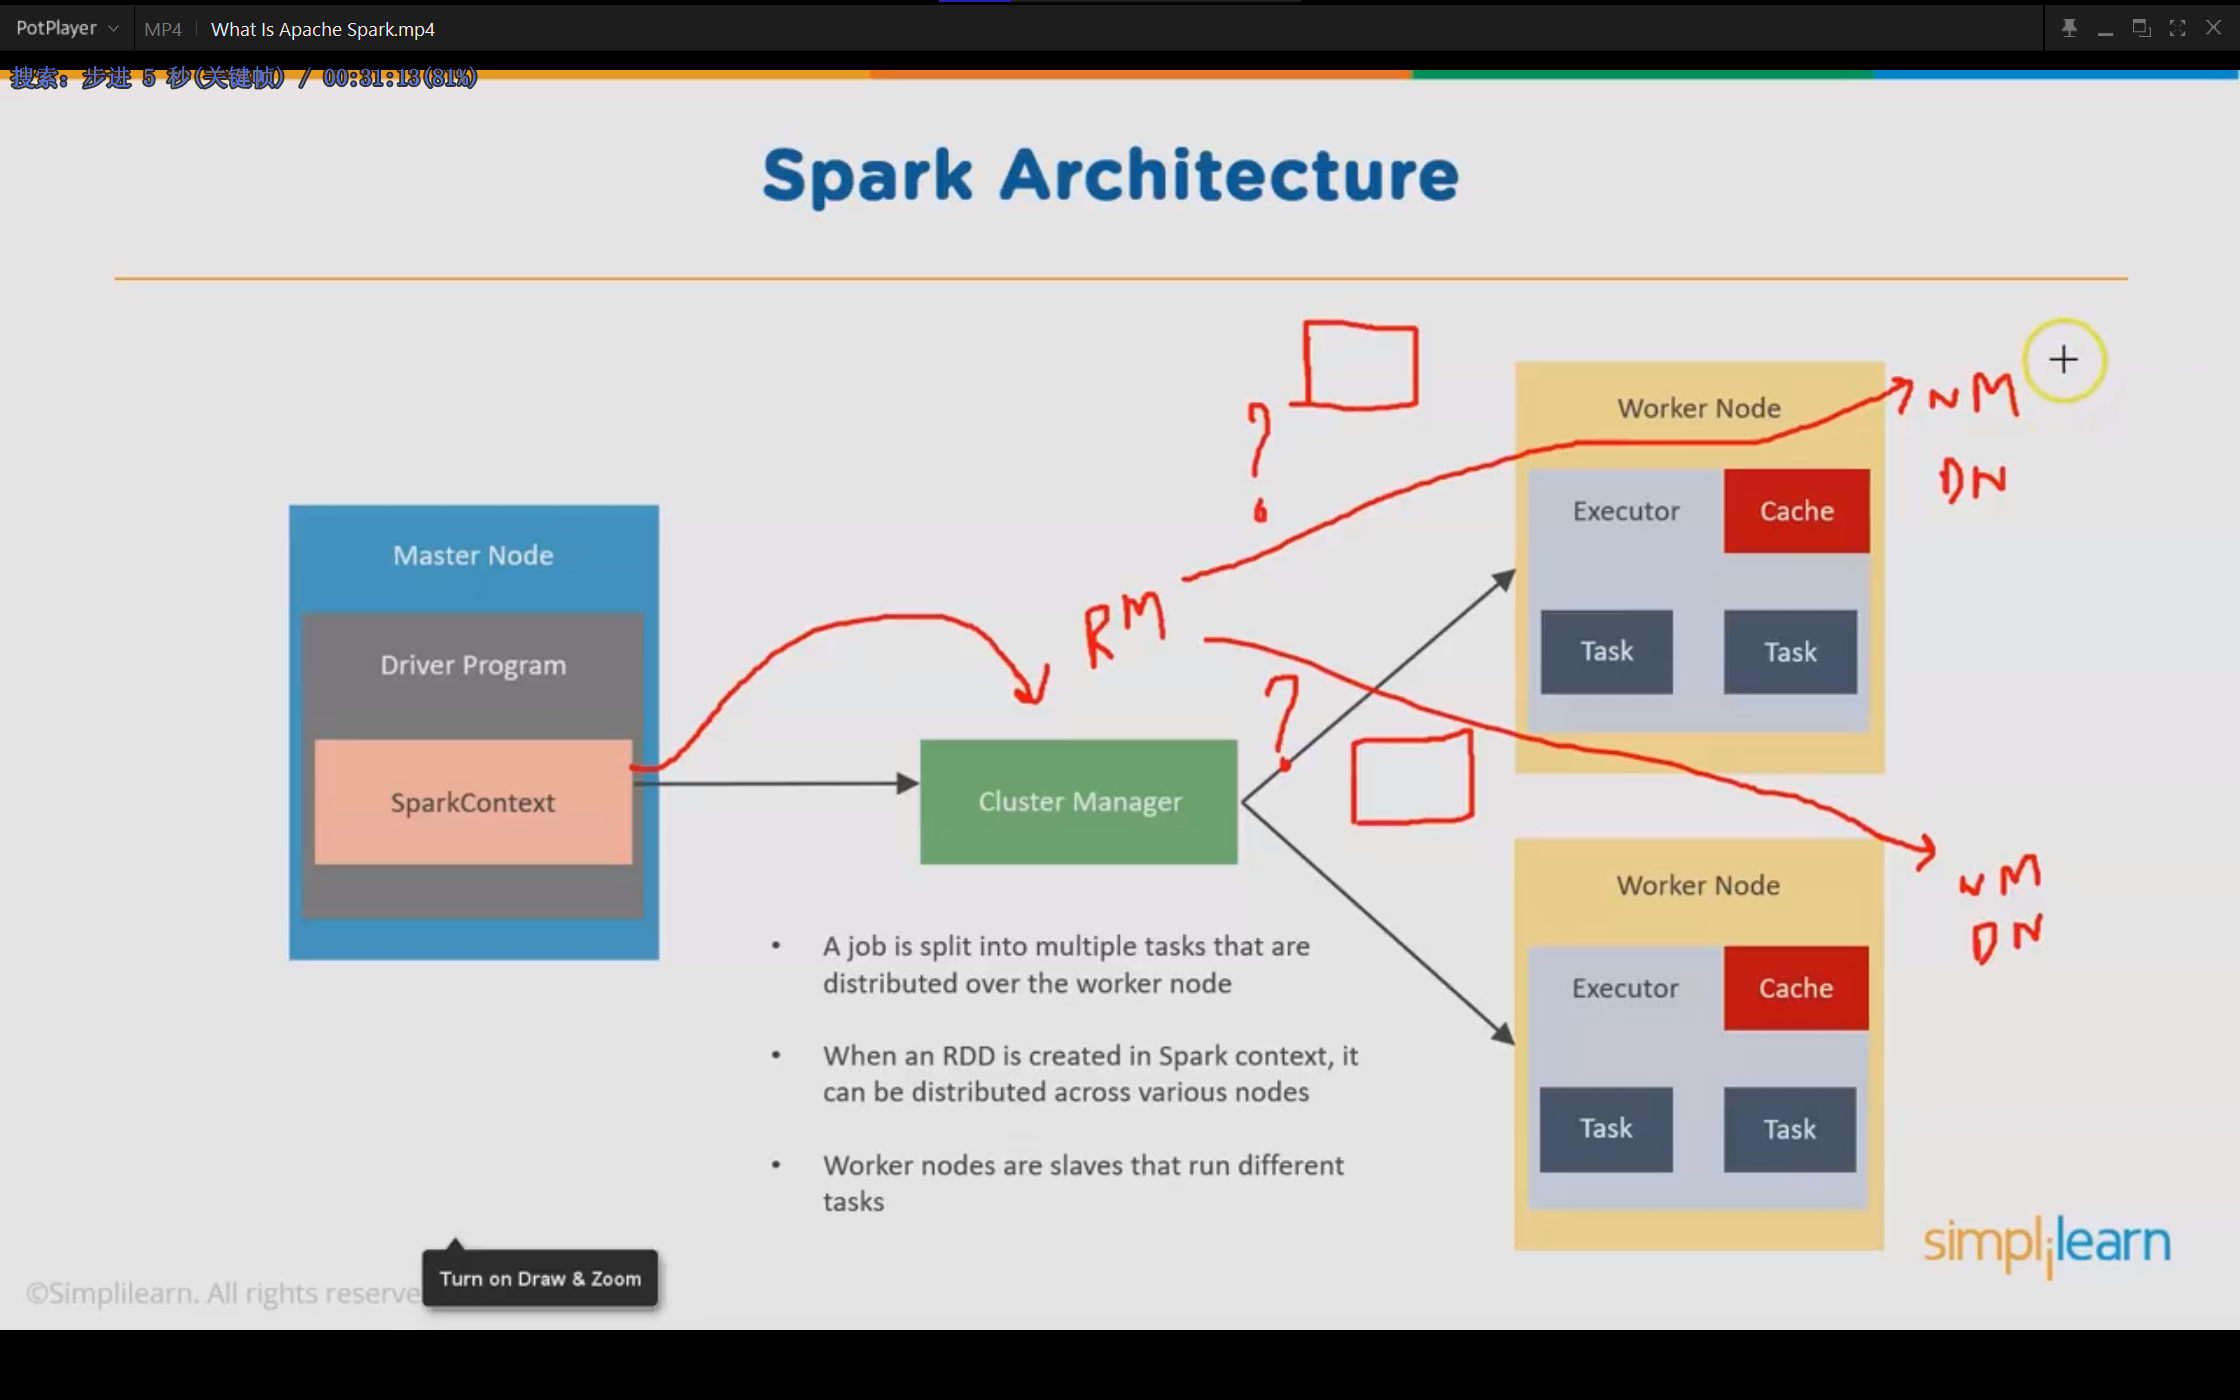 PotPlayer MP4 What Is Apache Spark.mp4
搜索: 步进 5 秒(关键帧) / 00:31:13(81%)
Spark Architecture
Master Node
Driver Program
SparkContext
RM
Cluster Manager
?
?
Worker Node
NM
DN
Executor
Cache
Task
Task
Worker Node
NM
DN
Executor
Cache
Task
Task
• A job is split into multiple tasks that are
distributed over the worker node
• When an RDD is created in Spark context, it
can be distributed across various nodes
• Worker nodes are slaves that run different
tasks
Turn on Draw & Zoom
©Simplilearn. All rights reserve
simplilearn